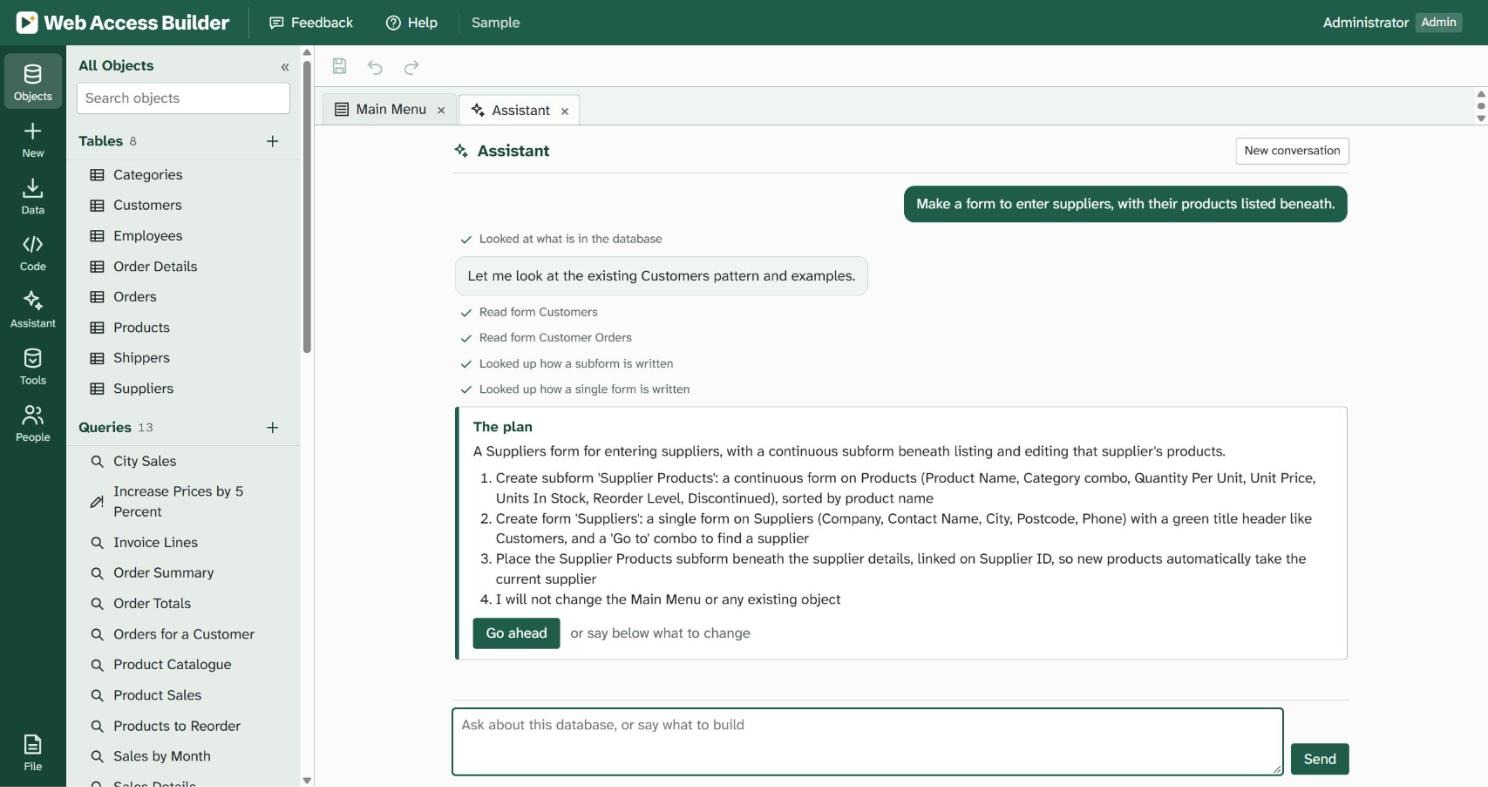 Web Access Builder
Feedback
Help
Sample
Administrator
Admin
Objects
New
Data
Code
Assistant
Tools
People
File
All Objects
«
Search objects
Tables 8 +
Categories
Customers
Employees
Order Details
Orders
Products
Shippers
Suppliers
Queries 13 +
City Sales
Increase Prices by 5
Percent
Invoice Lines
Order Summary
Order Totals
Orders for a Customer
Product Catalogue
Product Sales
Products to Reorder
Sales by Month
Sales Details
Main Menu ×
Assistant ×
Assistant
New conversation
Make a form to enter suppliers, with their products listed beneath.
Looked at what is in the database
Let me look at the existing Customers pattern and examples.
Read form Customers
Read form Customer Orders
Looked up how a subform is written
Looked up how a single form is written
The plan
A Suppliers form for entering suppliers, with a continuous subform beneath listing and editing that supplier's products.
1. Create subform 'Supplier Products': a continuous form on Products (Product Name, Category combo, Quantity Per Unit, Unit Price,
Units In Stock, Reorder Level, Discontinued), sorted by product name
2. Create form 'Suppliers': a single form on Suppliers (Company, Contact Name, City, Postcode, Phone) with a green title header like
Customers, and a 'Go to' combo to find a supplier
3. Place the Supplier Products subform beneath the supplier details, linked on Supplier ID, so new products automatically take the
current supplier
4. I will not change the Main Menu or any existing object
Go ahead
or say below what to change
Ask about this database, or say what to build
Send